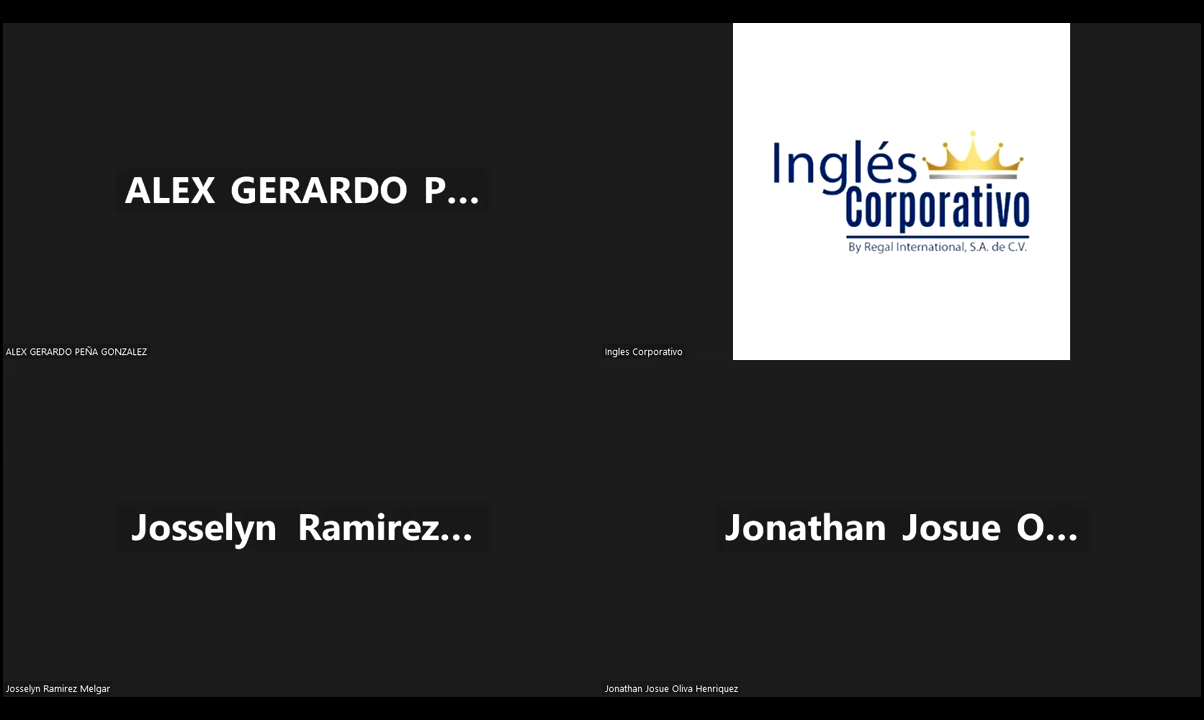 ALEX GERARDO P...
ALEX GERARDO PEÑA GONZALEZ
Inglés
Corporativo
By Regal International, S.A. de C.V.
Ingles Corporativo
Josselyn Ramirez...
Josselyn Ramirez Melgar
Jonathan Josue O...
Jonathan Josue Oliva Henriquez